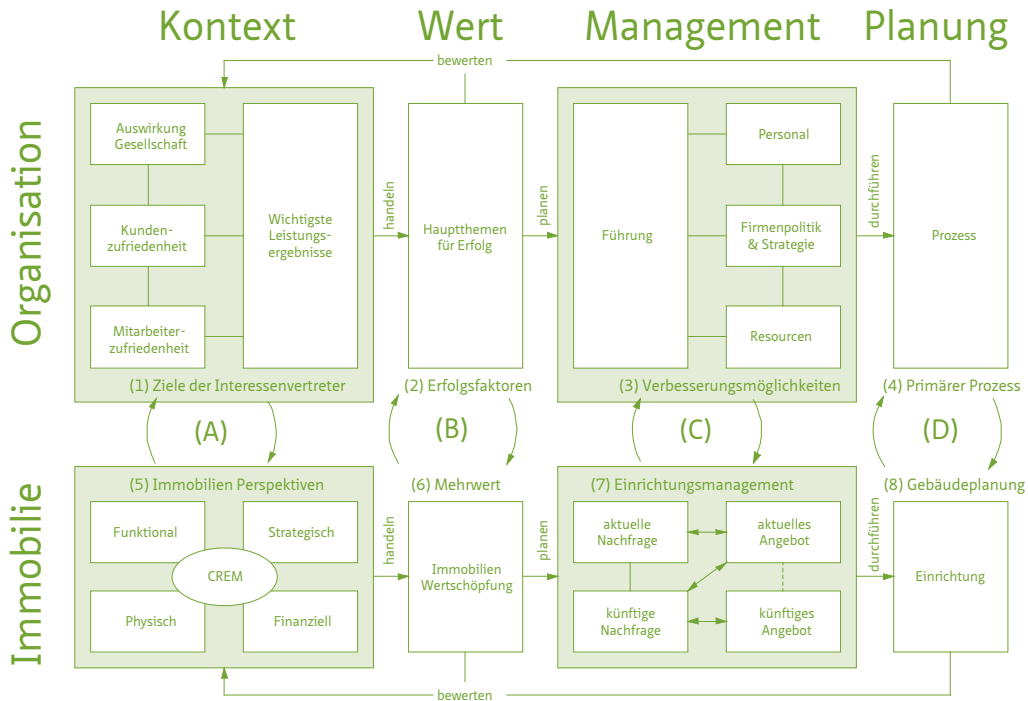 Kontext
Wert
Management
Planung
bewerten
Organisation
Auswirkung
Gesellschaft
Kunden-
zufriedenheit
Mitarbeiter-
zufriedenheit
Wichtigste
Leistungs-
ergebnisse
handeln
Hauptthemen
für Erfolg
planen
Führung
Personal
Firmenpolitik
& Strategie
Resourcen
durchführen
Prozess
(1) Ziele der Interessenvertreter
(2) Erfolgsfaktoren
(3) Verbesserungsmöglichkeiten
(4) Primärer Prozess
(A)
(B)
(C)
(D)
Immobilie
(5) Immobilien Perspektiven
(6) Mehrwert
(7) Einrichtungsmanagement
(8) Gebäudeplanung
Funktional
Strategisch
CREM
Physisch
Finanziell
handeln
Immobilien
Wertschöpfung
planen
aktuelle
Nachfrage
aktuelles
Angebot
künftige
Nachfrage
künftiges
Angebot
durchführen
Einrichtung
bewerten